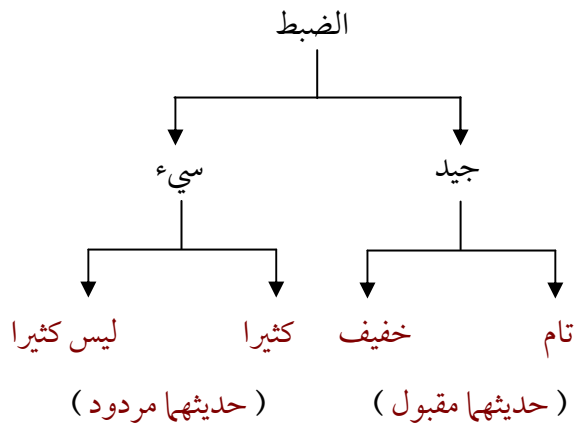 الضبط
جيد سيء
تام خفيف كثيرا ليس كثيرا
(حديثهما مقبول) (حديثهما مردود)